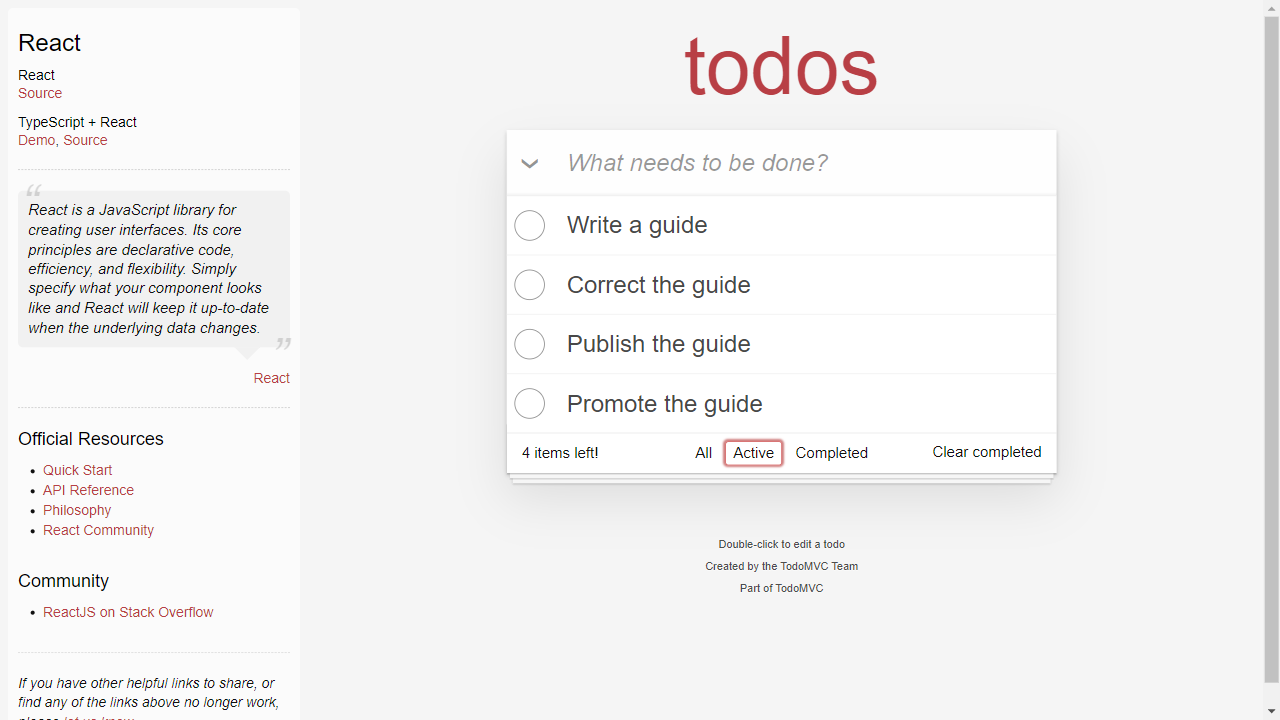 React
React
Source
TypeScript + React
Demo, Source
“
React is a JavaScript library for
creating user interfaces. Its core
principles are declarative code,
efficiency, and flexibility. Simply
specify what your component looks
like and React will keep it up-to-date
when the underlying data changes.
”
React
Official Resources
• Quick Start
• API Reference
• Philosophy
• React Community
Community
• ReactJS on Stack Overflow
If you have other helpful links to share, or
find any of the links above no longer work,
please let us know.
todos
What needs to be done?
Write a guide
Correct the guide
Publish the guide
Promote the guide
4 items left!
All Active Completed
Clear completed
Double-click to edit a todo
Created by the TodoMVC Team
Part of TodoMVC